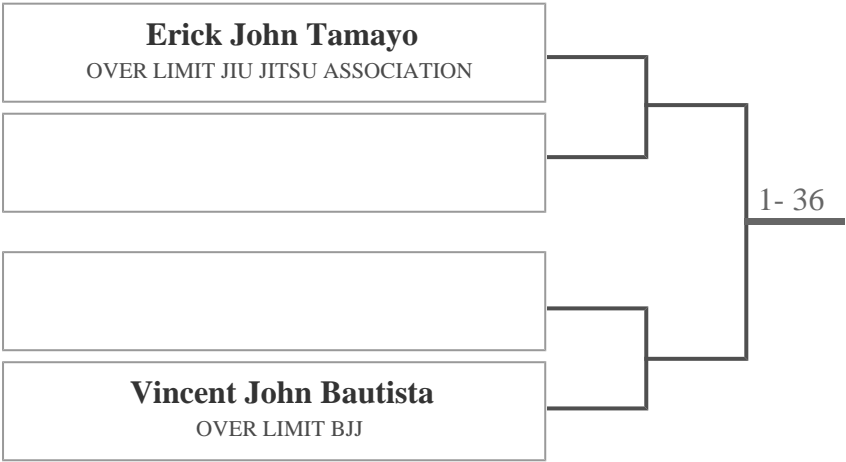 Erick John Tamayo
OVER LIMIT JIU JITSU ASSOCIATION
1- 36
Vincent John Bautista
OVER LIMIT BJJ